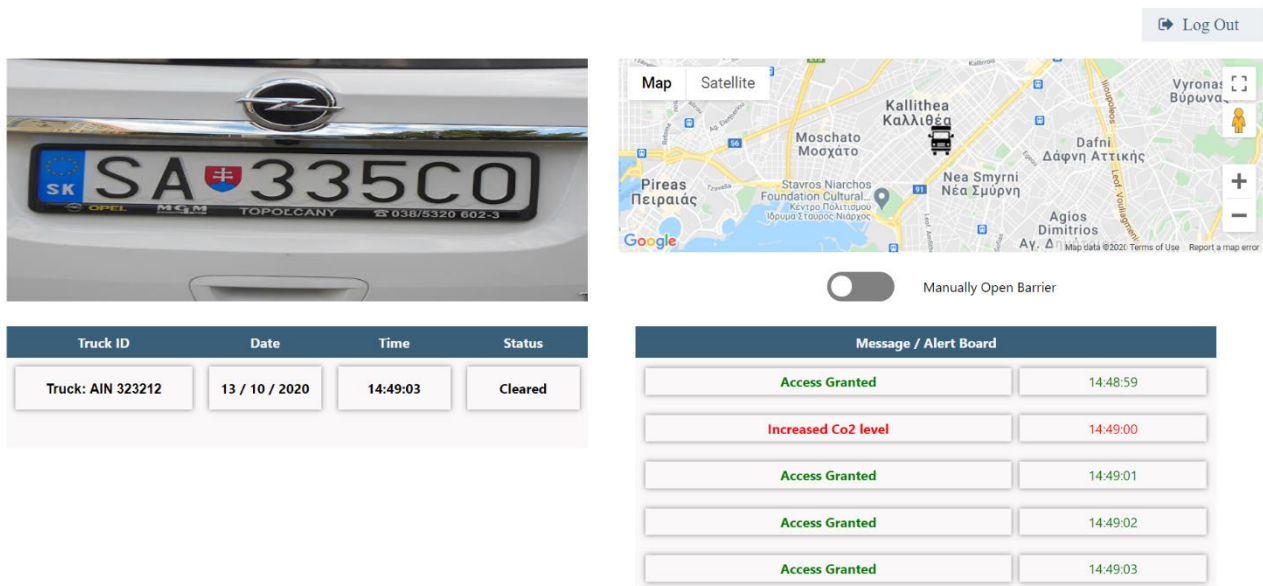 Log Out
SK
SA 335CO
OPEL MGM TOPOĽČANY ☎ 038/5320 602-3
Map Satellite
Kallithea
Καλλιθέα
Vyronas
Βύρωνας
56
Moschato
Μοσχάτο
Dafni
Δάφνη Αττικής
Pireas
Πειραιάς
Stavros Niarchos
Foundation Cultural...
Κέντρο Πολιτισμού
Ίδρυμα Σταύρος Νιάρχος
91
Nea Smyrni
Νέα Σμύρνη
Agios
Dimitrios
Google
Map data ©2020 Terms of Use Report a map error
Manually Open Barrier
Truck ID Date Time Status
Truck: AIN 323212 13 / 10 / 2020 14:49:03 Cleared
Message / Alert Board
Access Granted 14:48:59
Increased Co2 level 14:49:00
Access Granted 14:49:01
Access Granted 14:49:02
Access Granted 14:49:03